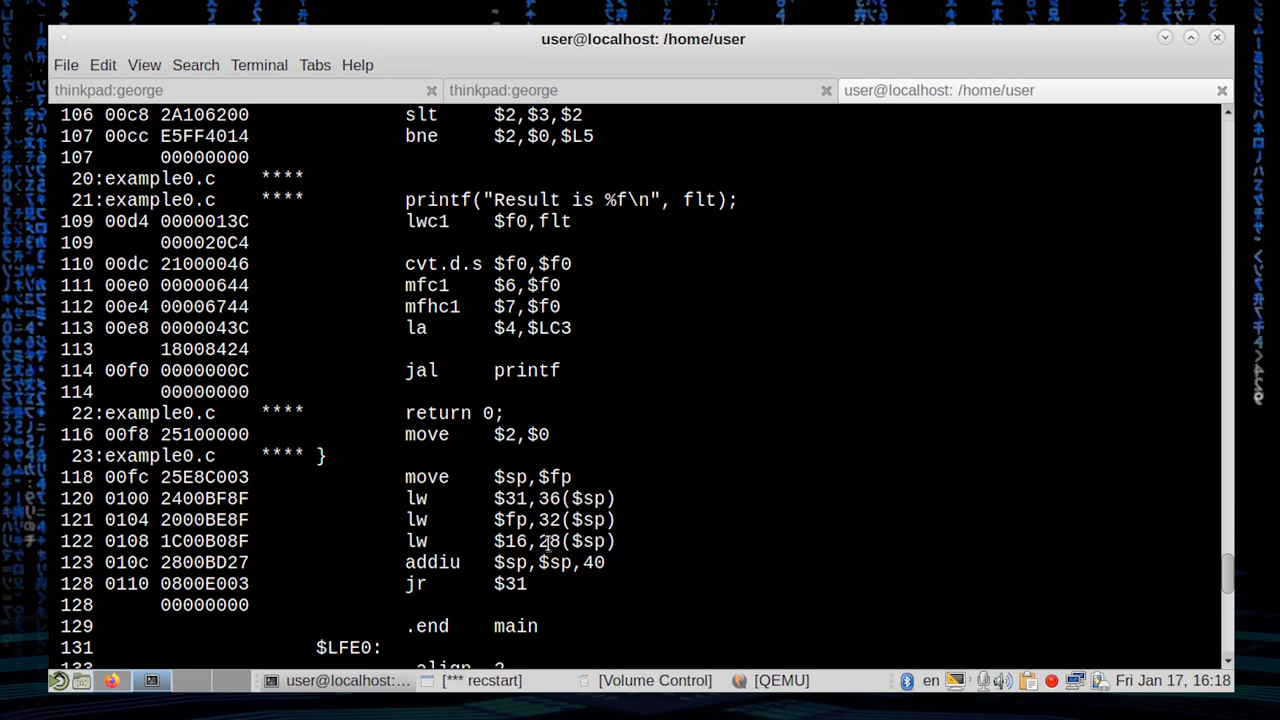 user@localhost: /home/user
File Edit View Search Terminal Tabs Help
thinkpad:george thinkpad:george user@localhost: /home/user
106 00c8 2A106200 slt $2,$3,$2
107 00cc E5FF4014 bne $2,$0,$L5
107 00000000
20:example0.c ****
21:example0.c **** printf("Result is %f\n", flt);
109 00d4 0000013C lwc1 $f0,flt
109 000020C4
110 00dc 21000046 cvt.d.s $f0,$f0
111 00e0 00000644 mfc1 $6,$f0
112 00e4 00006744 mfhc1 $7,$f0
113 00e8 0000043C la $4,$LC3
113 18008424
114 00f0 0000000C jal printf
114 00000000
22:example0.c **** return 0;
116 00f8 25100000 move $2,$0
23:example0.c **** }
118 00fc 25E8C003 move $sp,$fp
120 0100 2400BF8F lw $31,36($sp)
121 0104 2000BE8F lw $fp,32($sp)
122 0108 1C00B08F lw $16,28($sp)
123 010c 2800BD27 addiu $sp,$sp,40
128 0110 0800E003 jr $31
128 00000000
129 .end main
131 $LFE0:
133 .align 2
user@localhost:... [*** recstart] [Volume Control] [QEMU] en Fri Jan 17, 16:18